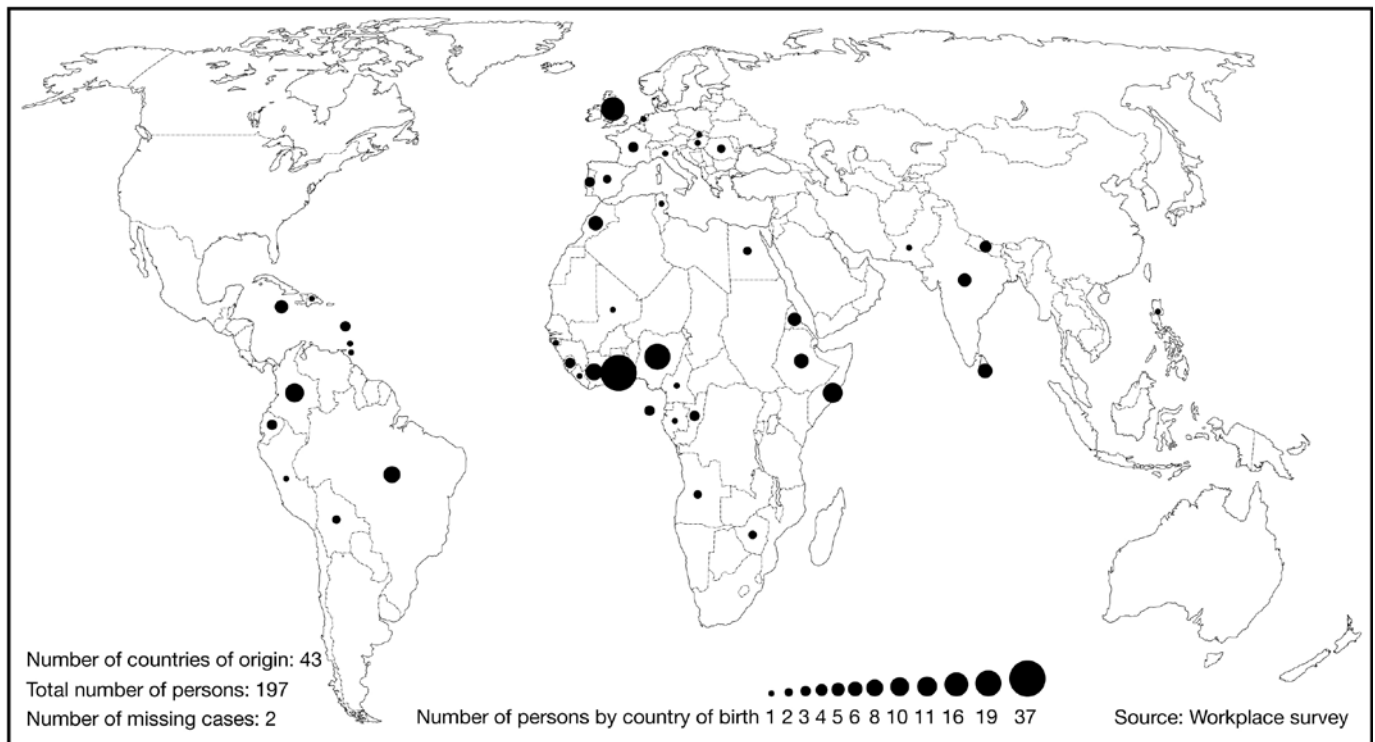 Number of countries of origin: 43
Total number of persons: 197
Number of missing cases: 2
Number of persons by country of birth 1 2 3 4 5 6 8 10 11 16 19 37
Source: Workplace survey